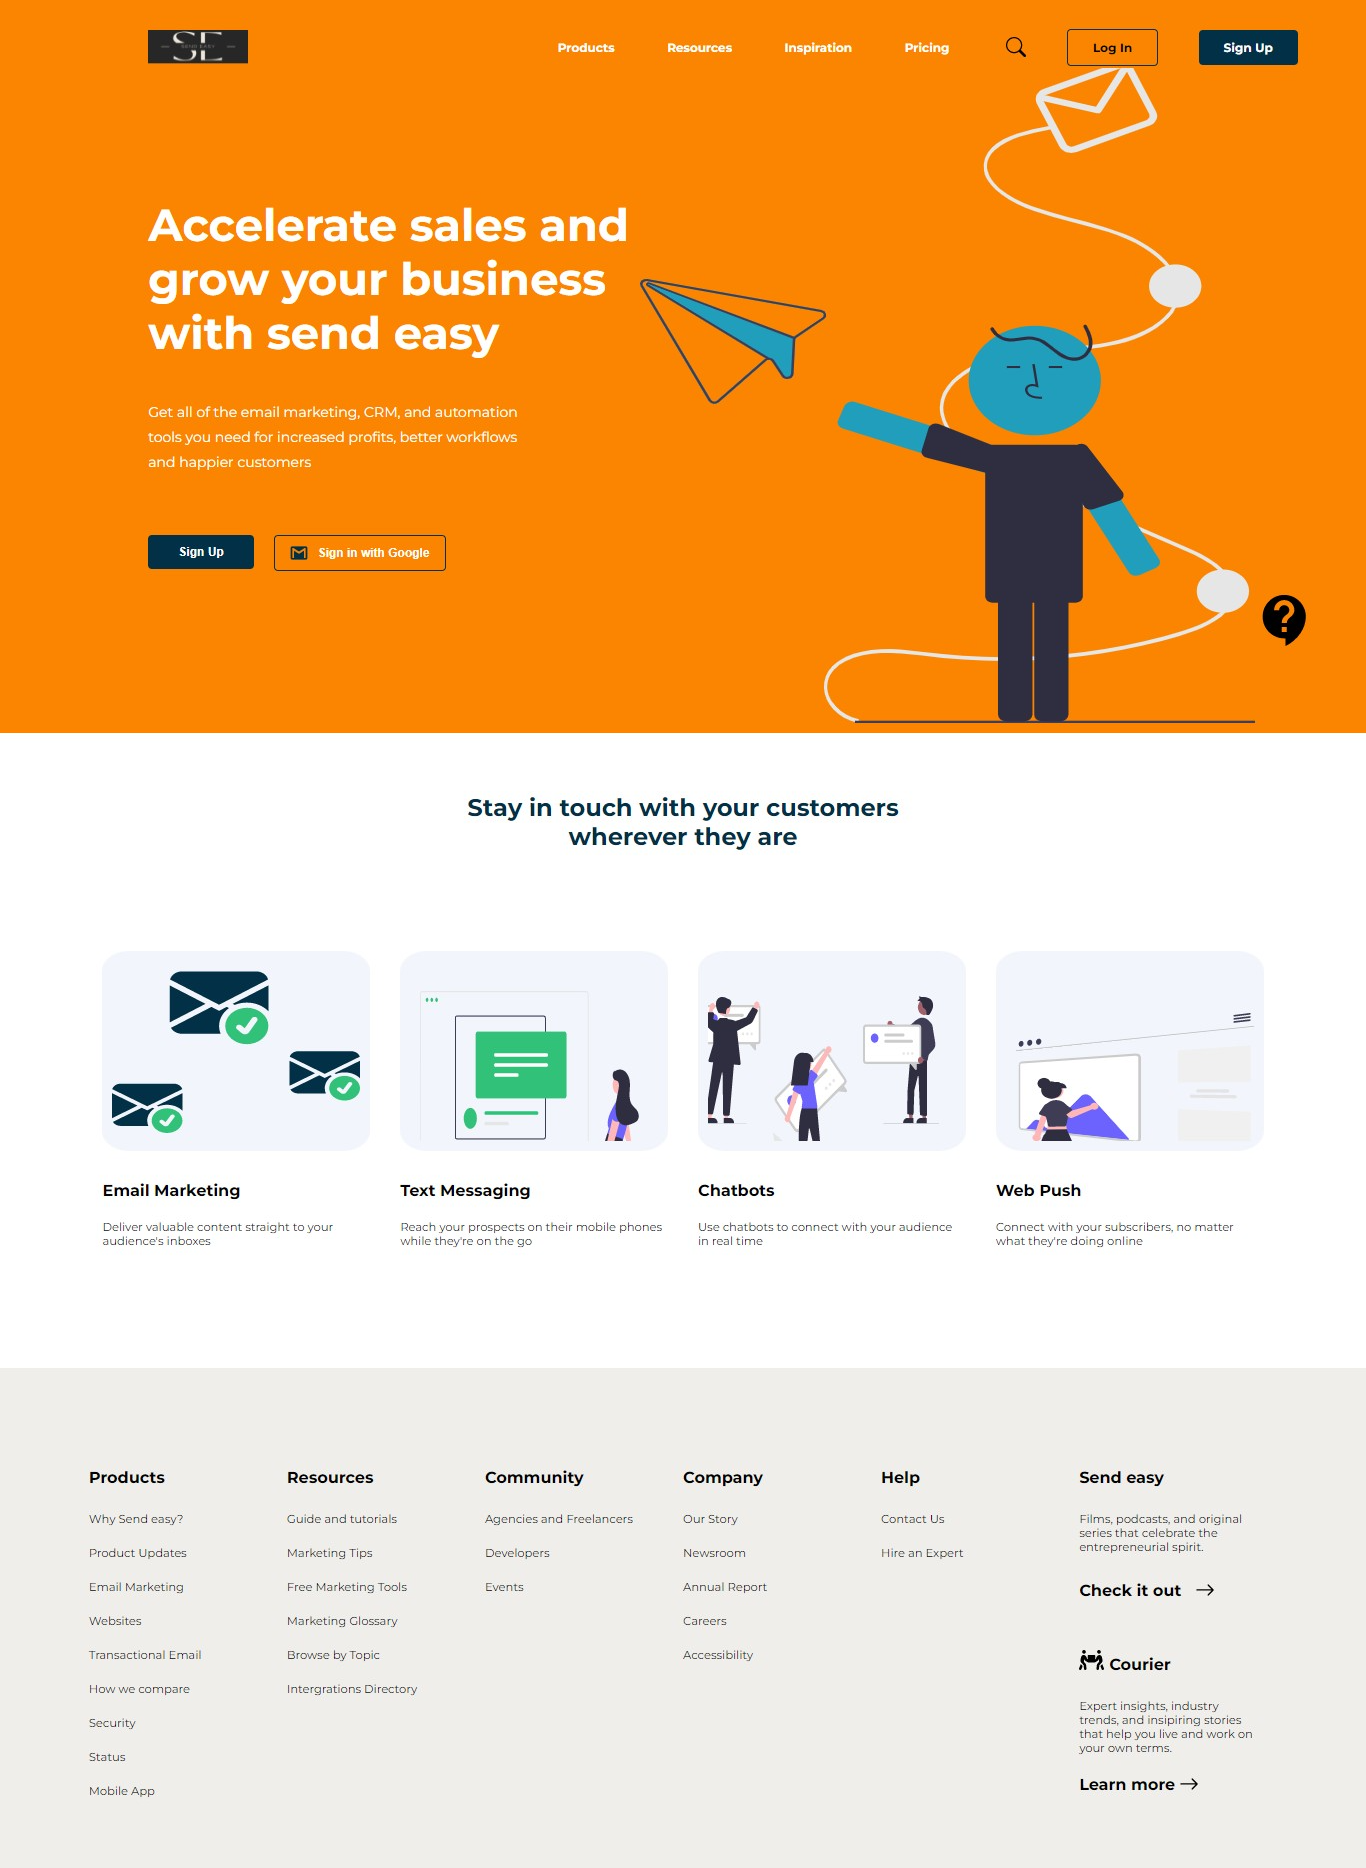 SE
SEND EASY
Products
Resources
Inspiration
Pricing
Log In
Sign Up
Accelerate sales and
grow your business
with send easy
Get all of the email marketing, CRM, and automation
tools you need for increased profits, better workflows
and happier customers
Sign Up
Sign in with Google
?
Stay in touch with your customers
wherever they are
Email Marketing
Deliver valuable content straight to your
audience's inboxes
Text Messaging
Reach your prospects on their mobile phones
while they're on the go
Chatbots
Use chatbots to connect with your audience
in real time
Web Push
Connect with your subscribers, no matter
what they're doing online
Products
Why Send easy?
Product Updates
Email Marketing
Websites
Transactional Email
How we compare
Security
Status
Mobile App
Resources
Guide and tutorials
Marketing Tips
Free Marketing Tools
Marketing Glossary
Browse by Topic
Intergrations Directory
Community
Agencies and Freelancers
Developers
Events
Company
Our Story
Newsroom
Annual Report
Careers
Accessibility
Help
Contact Us
Hire an Expert
Send easy
Films, podcasts, and original
series that celebrate the
entrepreneurial spirit.
Check it out
Courier
Expert insights, industry
trends, and insipiring stories
that help you live and work on
your own terms.
Learn more